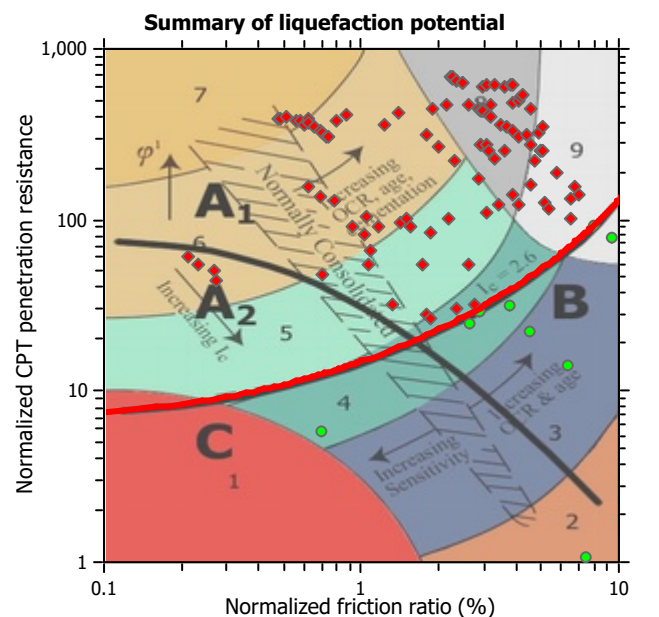 Summary of liquefaction potential
1,000
100
10
1
Normalized CPT penetration resistance
7
8
9
φ¹
A₁
Increasing
OCR, age,
cementation
Normally Consolidated
6
A₂
Increasing Ic
5
Ic = 2.6
B
4
C
1
Increasing
OCR & age
Increasing
Sensitivity
3
2
0.1
1
10
Normalized friction ratio (%)